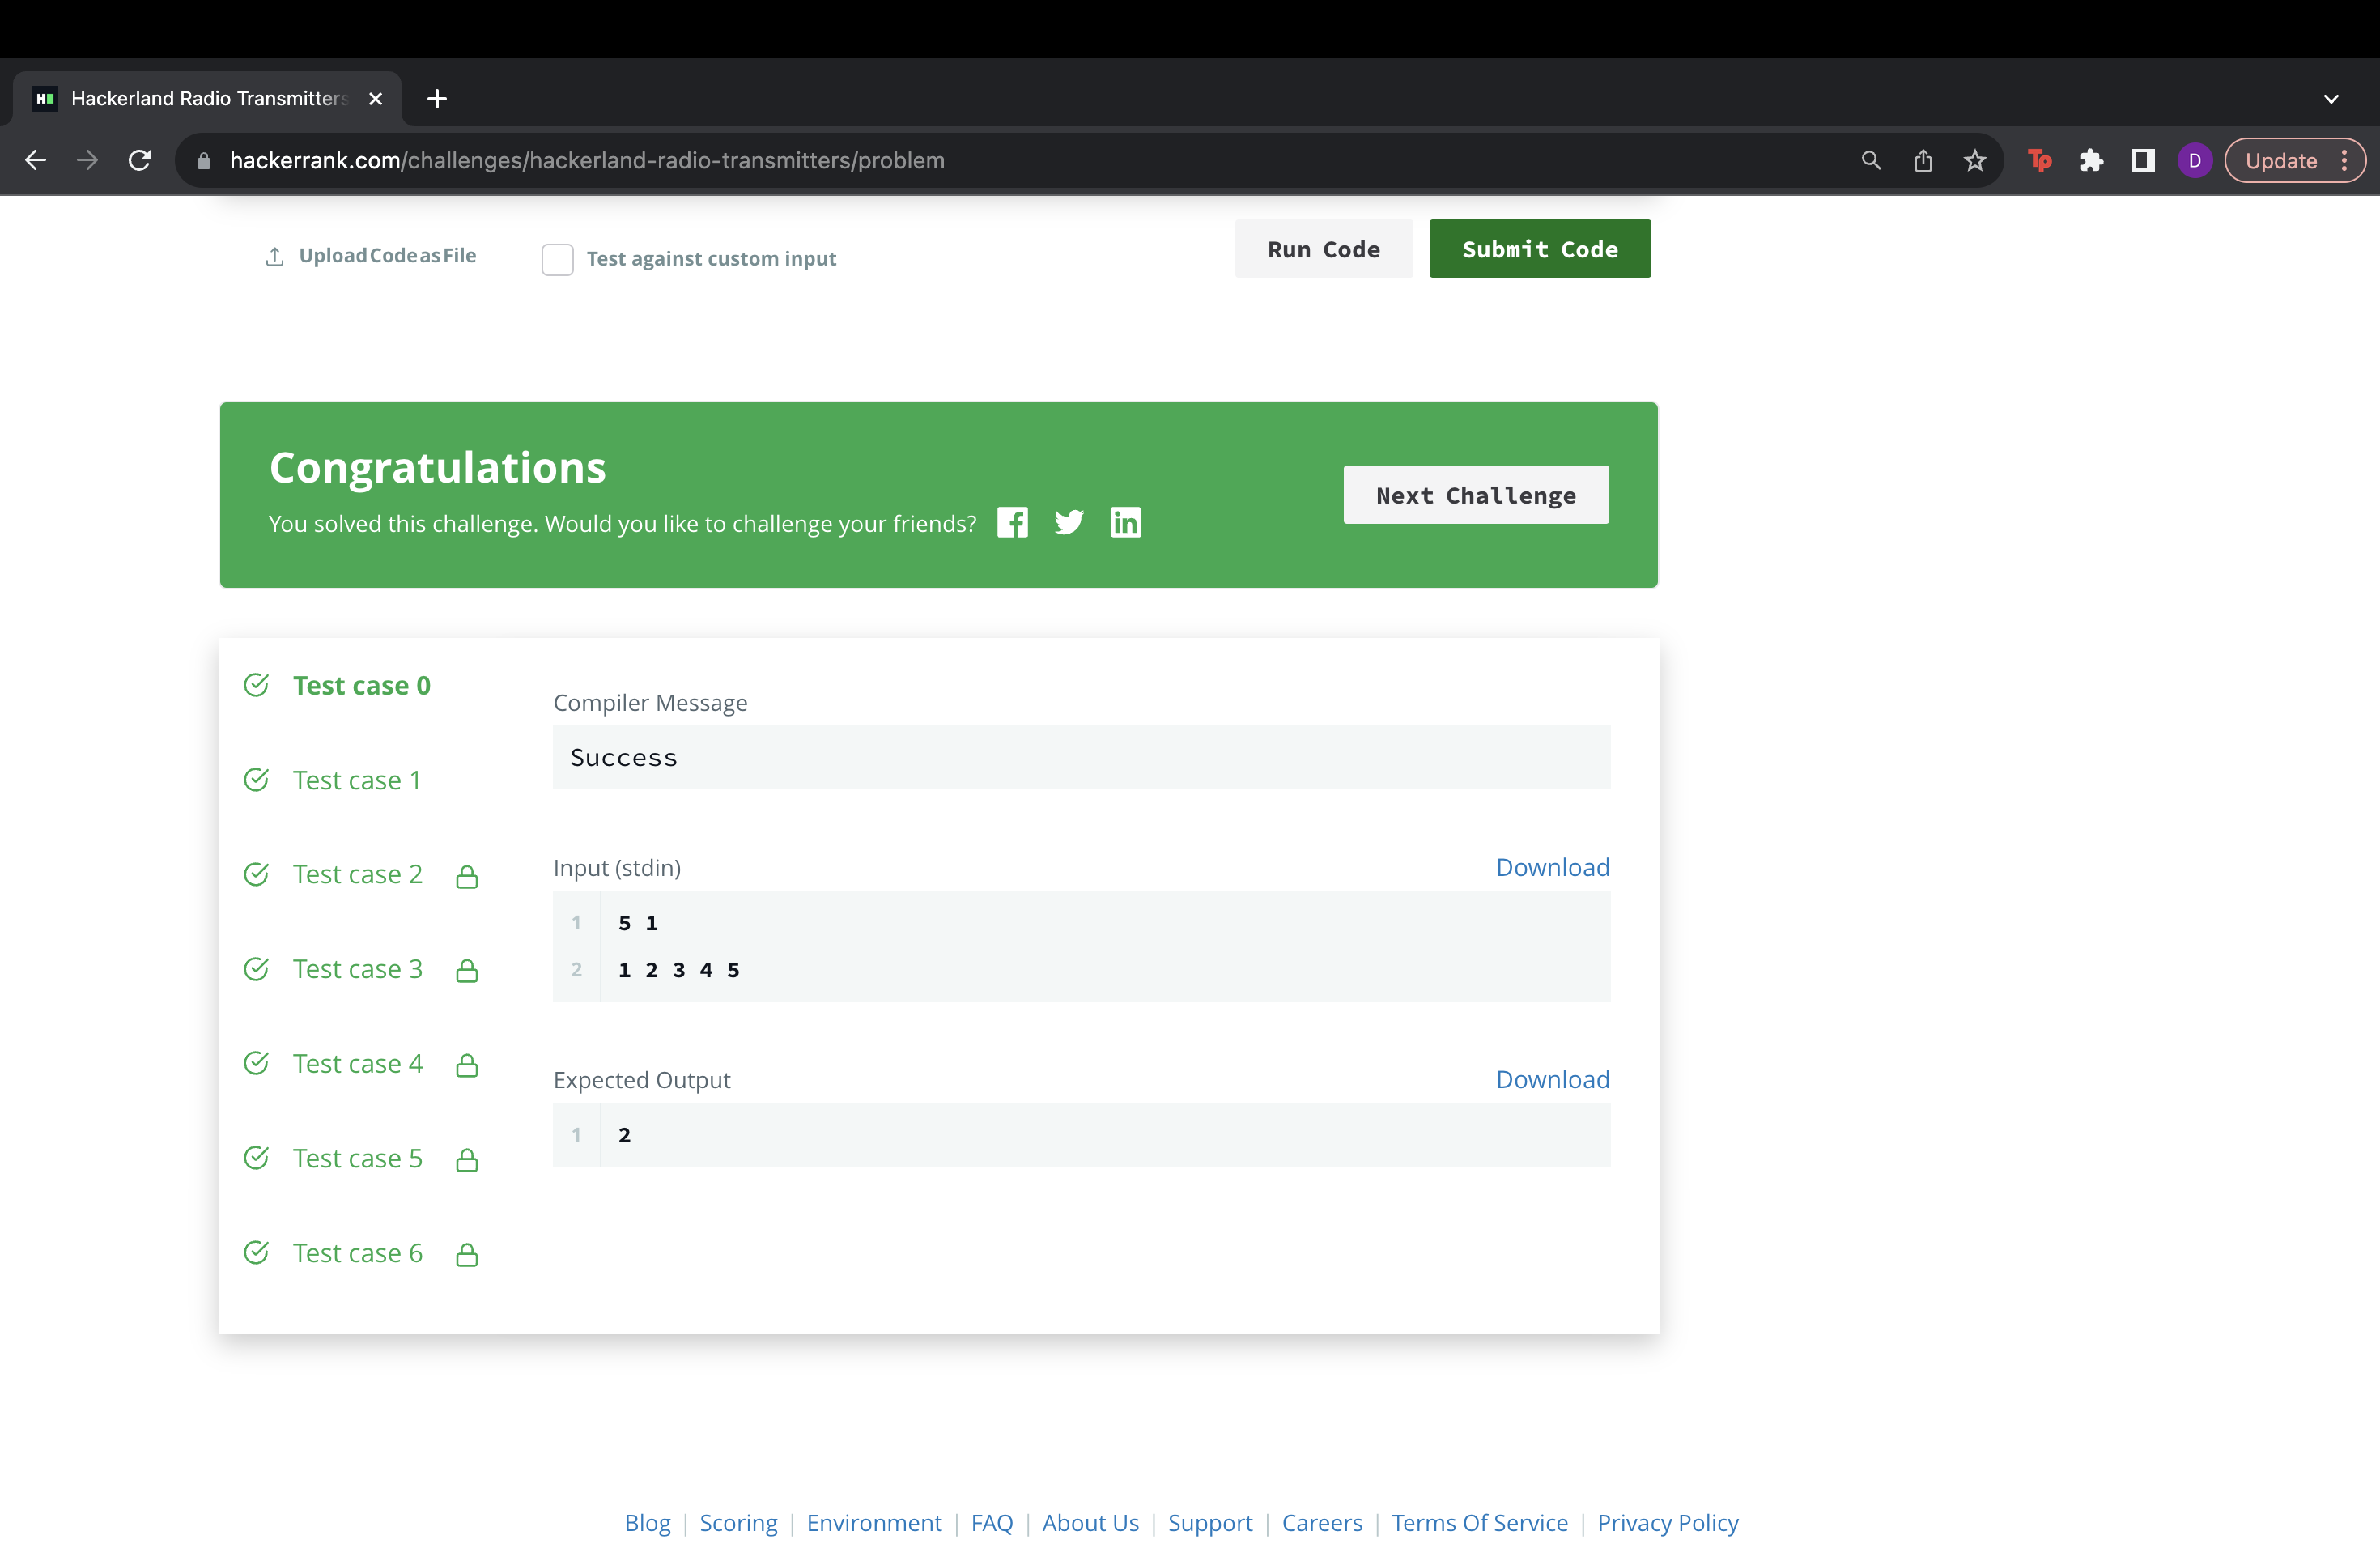 Hackerland Radio Transmitters
hackerrank.com/challenges/hackerland-radio-transmitters/problem
Tp
D
Update
Upload Code as File
Test against custom input
Run Code
Submit Code
Congratulations
You solved this challenge. Would you like to challenge your friends?
Next Challenge
Test case 0
Test case 1
Test case 2
Test case 3
Test case 4
Test case 5
Test case 6
Compiler Message
Success
Input (stdin)
Download
1 5 1
2 1 2 3 4 5
Expected Output
Download
1 2
Blog | Scoring | Environment | FAQ | About Us | Support | Careers | Terms Of Service | Privacy Policy